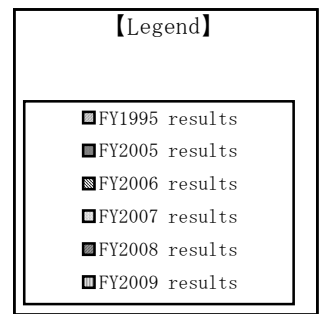 【Legend】
FY1995 results
FY2005 results
FY2006 results
FY2007 results
FY2008 results
FY2009 results